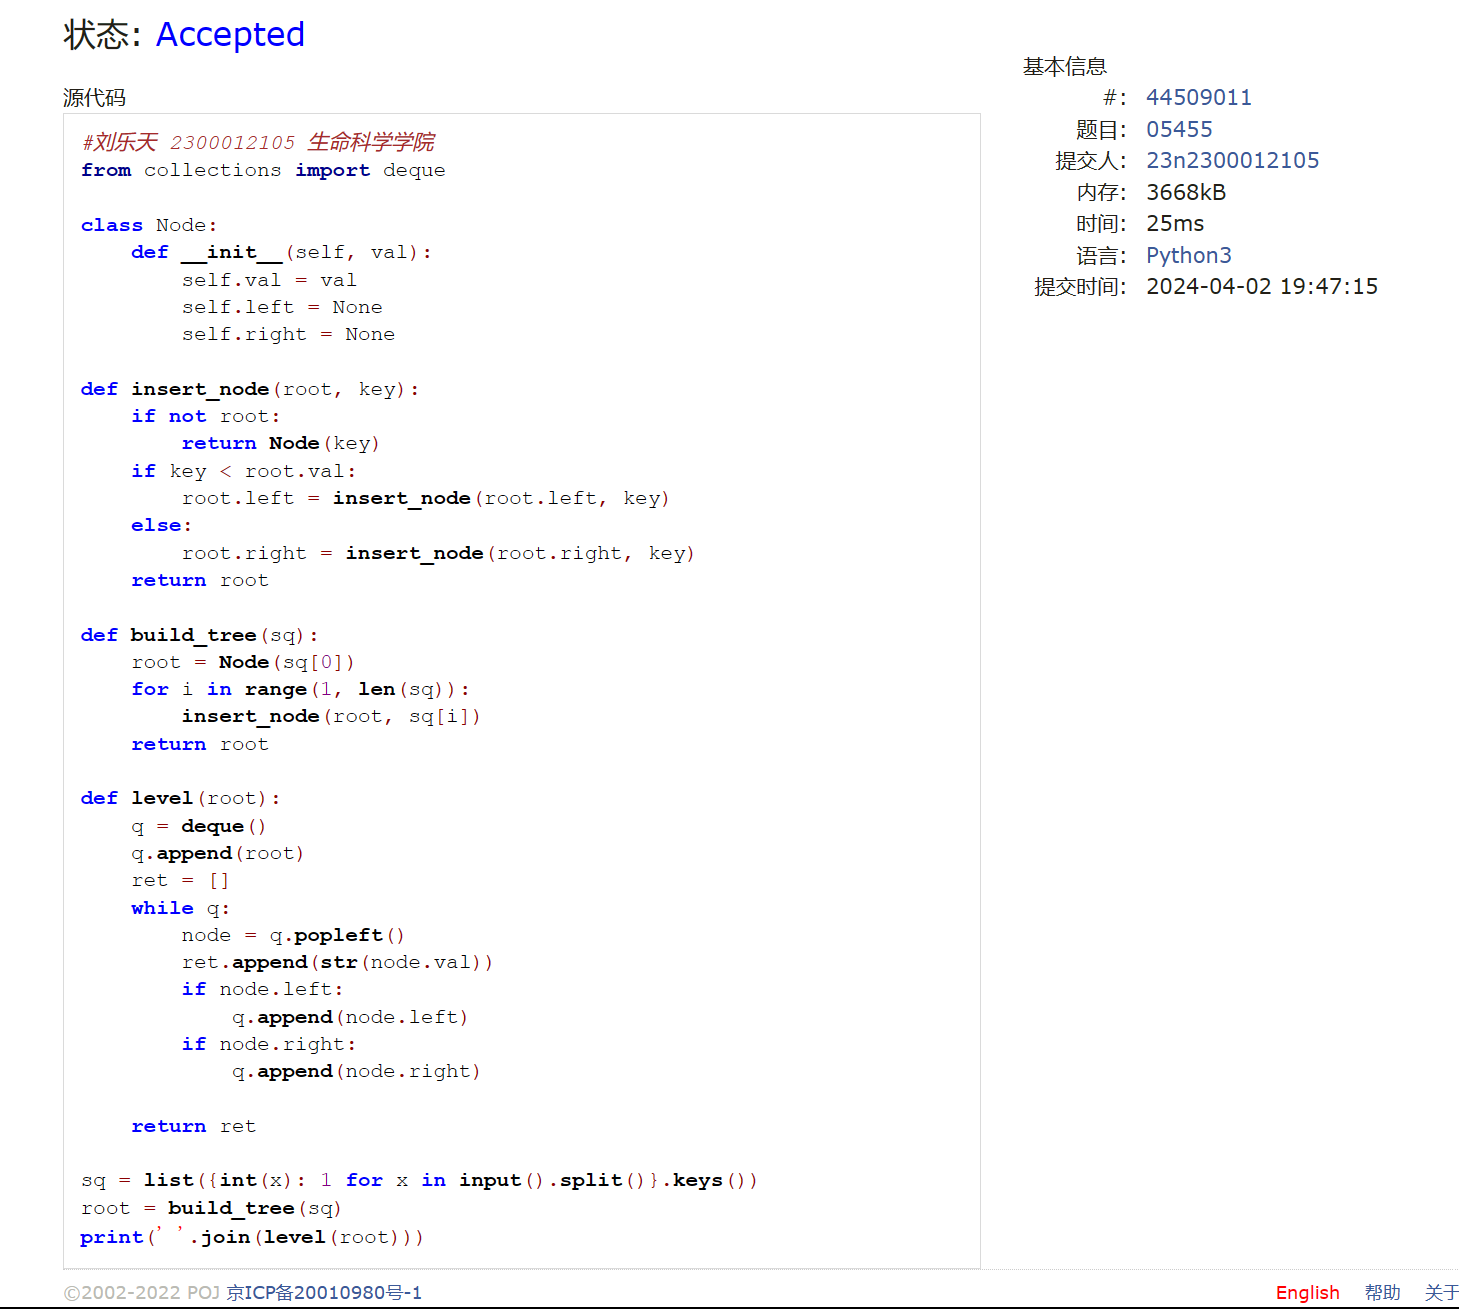 状态: Accepted
源代码
#刘乐天 2300012105 生命科学学院
from collections import deque

class Node:
    def __init__(self, val):
        self.val = val
        self.left = None
        self.right = None

def insert_node(root, key):
    if not root:
        return Node(key)
    if key < root.val:
        root.left = insert_node(root.left, key)
    else:
        root.right = insert_node(root.right, key)
    return root

def build_tree(sq):
    root = Node(sq[0])
    for i in range(1, len(sq)):
        insert_node(root, sq[i])
    return root

def level(root):
    q = deque()
    q.append(root)
    ret = []
    while q:
        node = q.popleft()
        ret.append(str(node.val))
        if node.left:
            q.append(node.left)
        if node.right:
            q.append(node.right)

    return ret

sq = list({int(x): 1 for x in input().split()}.keys())
root = build_tree(sq)
print(' '.join(level(root)))
基本信息
#: 44509011
题目: 05455
提交人: 23n2300012105
内存: 3668kB
时间: 25ms
语言: Python3
提交时间: 2024-04-02 19:47:15
©2002-2022 POJ 京ICP备20010980号-1
English 帮助 关于